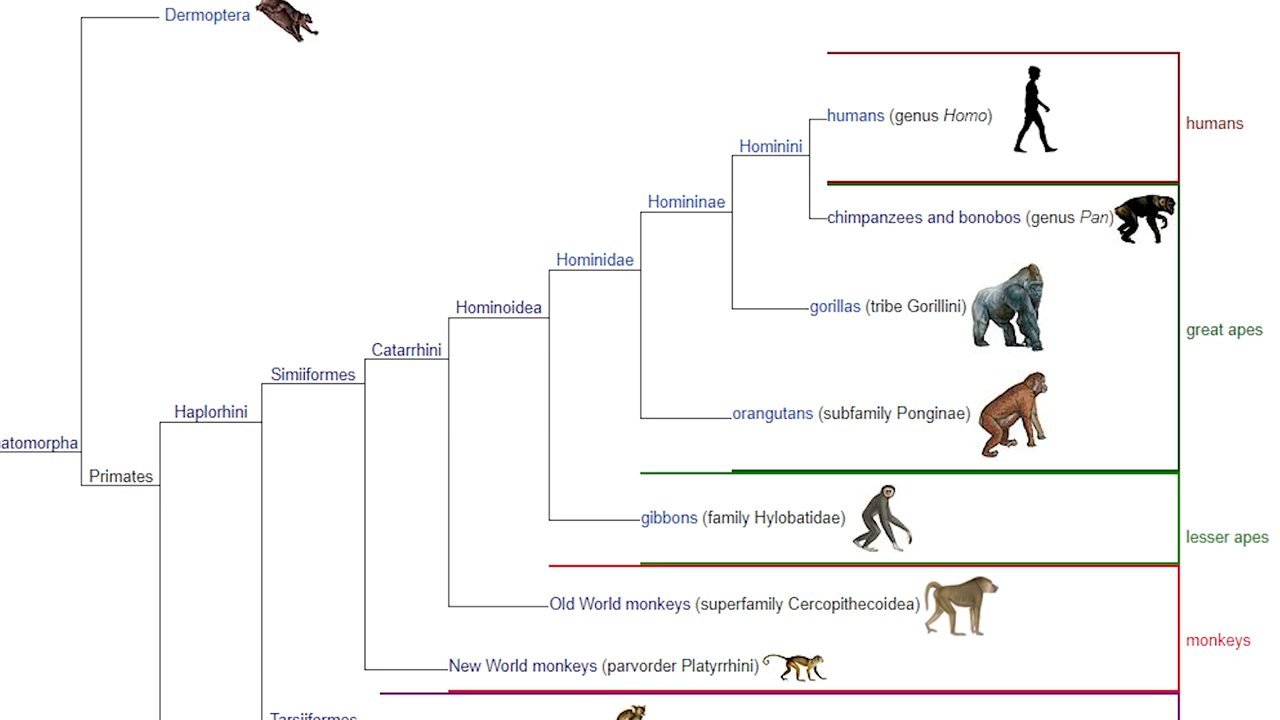 Dermoptera
humans (genus Homo)
humans
Hominini
Homininae
chimpanzees and bonobos (genus Pan)
Hominidae
Hominoidea
gorillas (tribe Gorillini)
great apes
Catarrhini
Simiiformes
Haplorhini
orangutans (subfamily Ponginae)
atomorpha
Primates
gibbons (family Hylobatidae)
lesser apes
Old World monkeys (superfamily Cercopithecoidea)
monkeys
New World monkeys (parvorder Platyrrhini)
Tarsiiformes